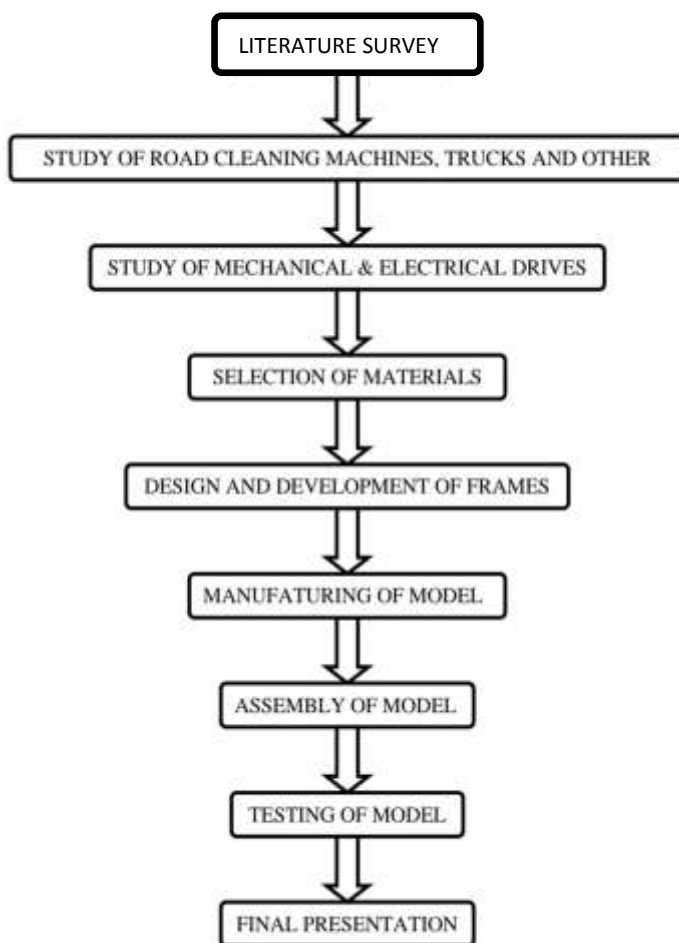 LITERATURE SURVEY
STUDY OF ROAD CLEANING MACHINES, TRUCKS AND OTHER
STUDY OF MECHANICAL & ELECTRICAL DRIVES
SELECTION OF MATERIALS
DESIGN AND DEVELOPMENT OF FRAMES
MANUFATURING OF MODEL
ASSEMBLY OF MODEL
TESTING OF MODEL
FINAL PRESENTATION